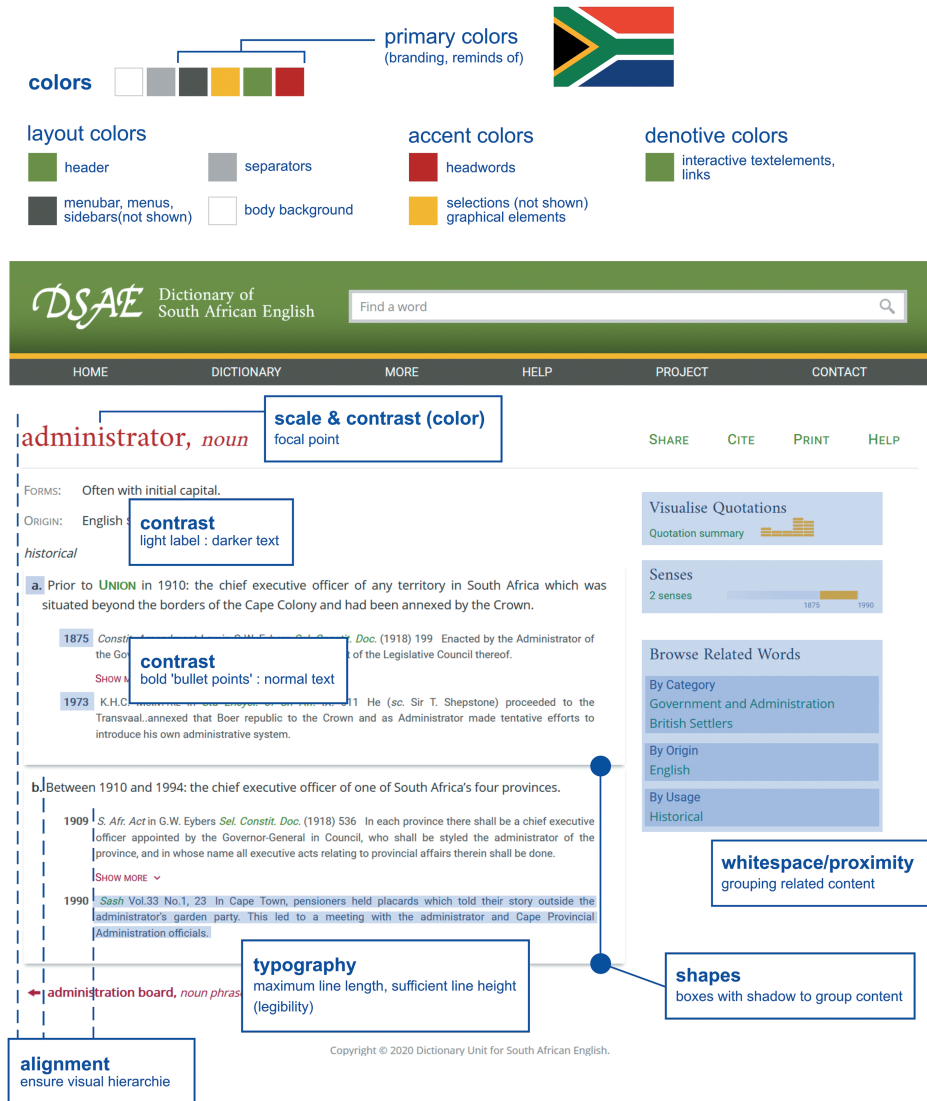 primary colors
(branding, reminds of)
colors
layout colors
accent colors
denotive colors
header
separators
headwords
interactive textelements,
links
menubar, menus,
sidebars(not shown)
body background
selections (not shown)
graphical elements
DSAE
Dictionary of
South African English
Find a word
HOME
DICTIONARY
MORE
HELP
PROJECT
CONTACT
scale & contrast (color)
focal point
administrator, noun
SHARE
CITE
PRINT
HELP
FORMS: Often with initial capital.
ORIGIN: English
contrast
light label : darker text
historical
Visualise Quotations
Quotation summary
Senses
2 senses
1875
1990
a. Prior to UNION in 1910: the chief executive officer of any territory in South Africa which was
situated beyond the borders of the Cape Colony and had been annexed by the Crown.
1875 Doc. (1918) 199 Enacted by the Administrator of
the t of the Legislative Council thereof.
SHOW
contrast
bold 'bullet points' : normal text
1973 K.H.C. 11 He (sc. Sir T. Shepstone) proceeded to the
Transvaal..annexed that Boer republic to the Crown and as Administrator made tentative efforts to
introduce his own administrative system.
Browse Related Words
By Category
Government and Administration
British Settlers
By Origin
English
By Usage
Historical
b. Between 1910 and 1994: the chief executive officer of one of South Africa's four provinces.
1909 S. Afr. Act in G.W. Eybers Sel. Constit. Doc. (1918) 536 In each province there shall be a chief executive
officer appointed by the Governor-General in Council, who shall be styled the administrator of the
province, and in whose name all executive acts relating to provincial affairs therein shall be done.
SHOW MORE
1990 Sash Vol.33 No.1, 23 In Cape Town, pensioners held placards which told their story outside the
administrator's garden party. This led to a meeting with the administrator and Cape Provincial
Administration officials.
whitespace/proximity
grouping related content
typography
maximum line length, sufficient line height
(legibility)
shapes
boxes with shadow to group content
administration board, noun phras
Copyright © 2020 Dictionary Unit for South African English.
alignment
ensure visual hierarchie